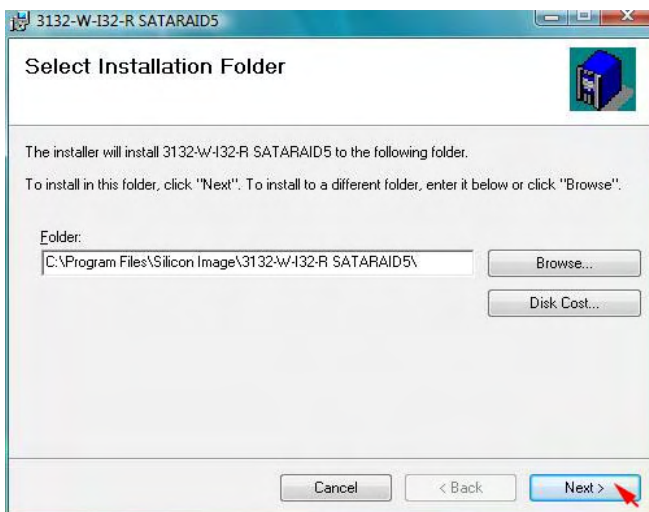 3132-W-I32-R SATARAID5
Select Installation Folder
The installer will install 3132-W-I32-R SATARAID5 to the following folder.
To install in this folder, click "Next". To install to a different folder, enter it below or click "Browse".
Folder:
C:\Program Files\Silicon Image\3132-W-I32-R SATARAID5\
Browse...
Disk Cost...
Cancel
< Back
Next >